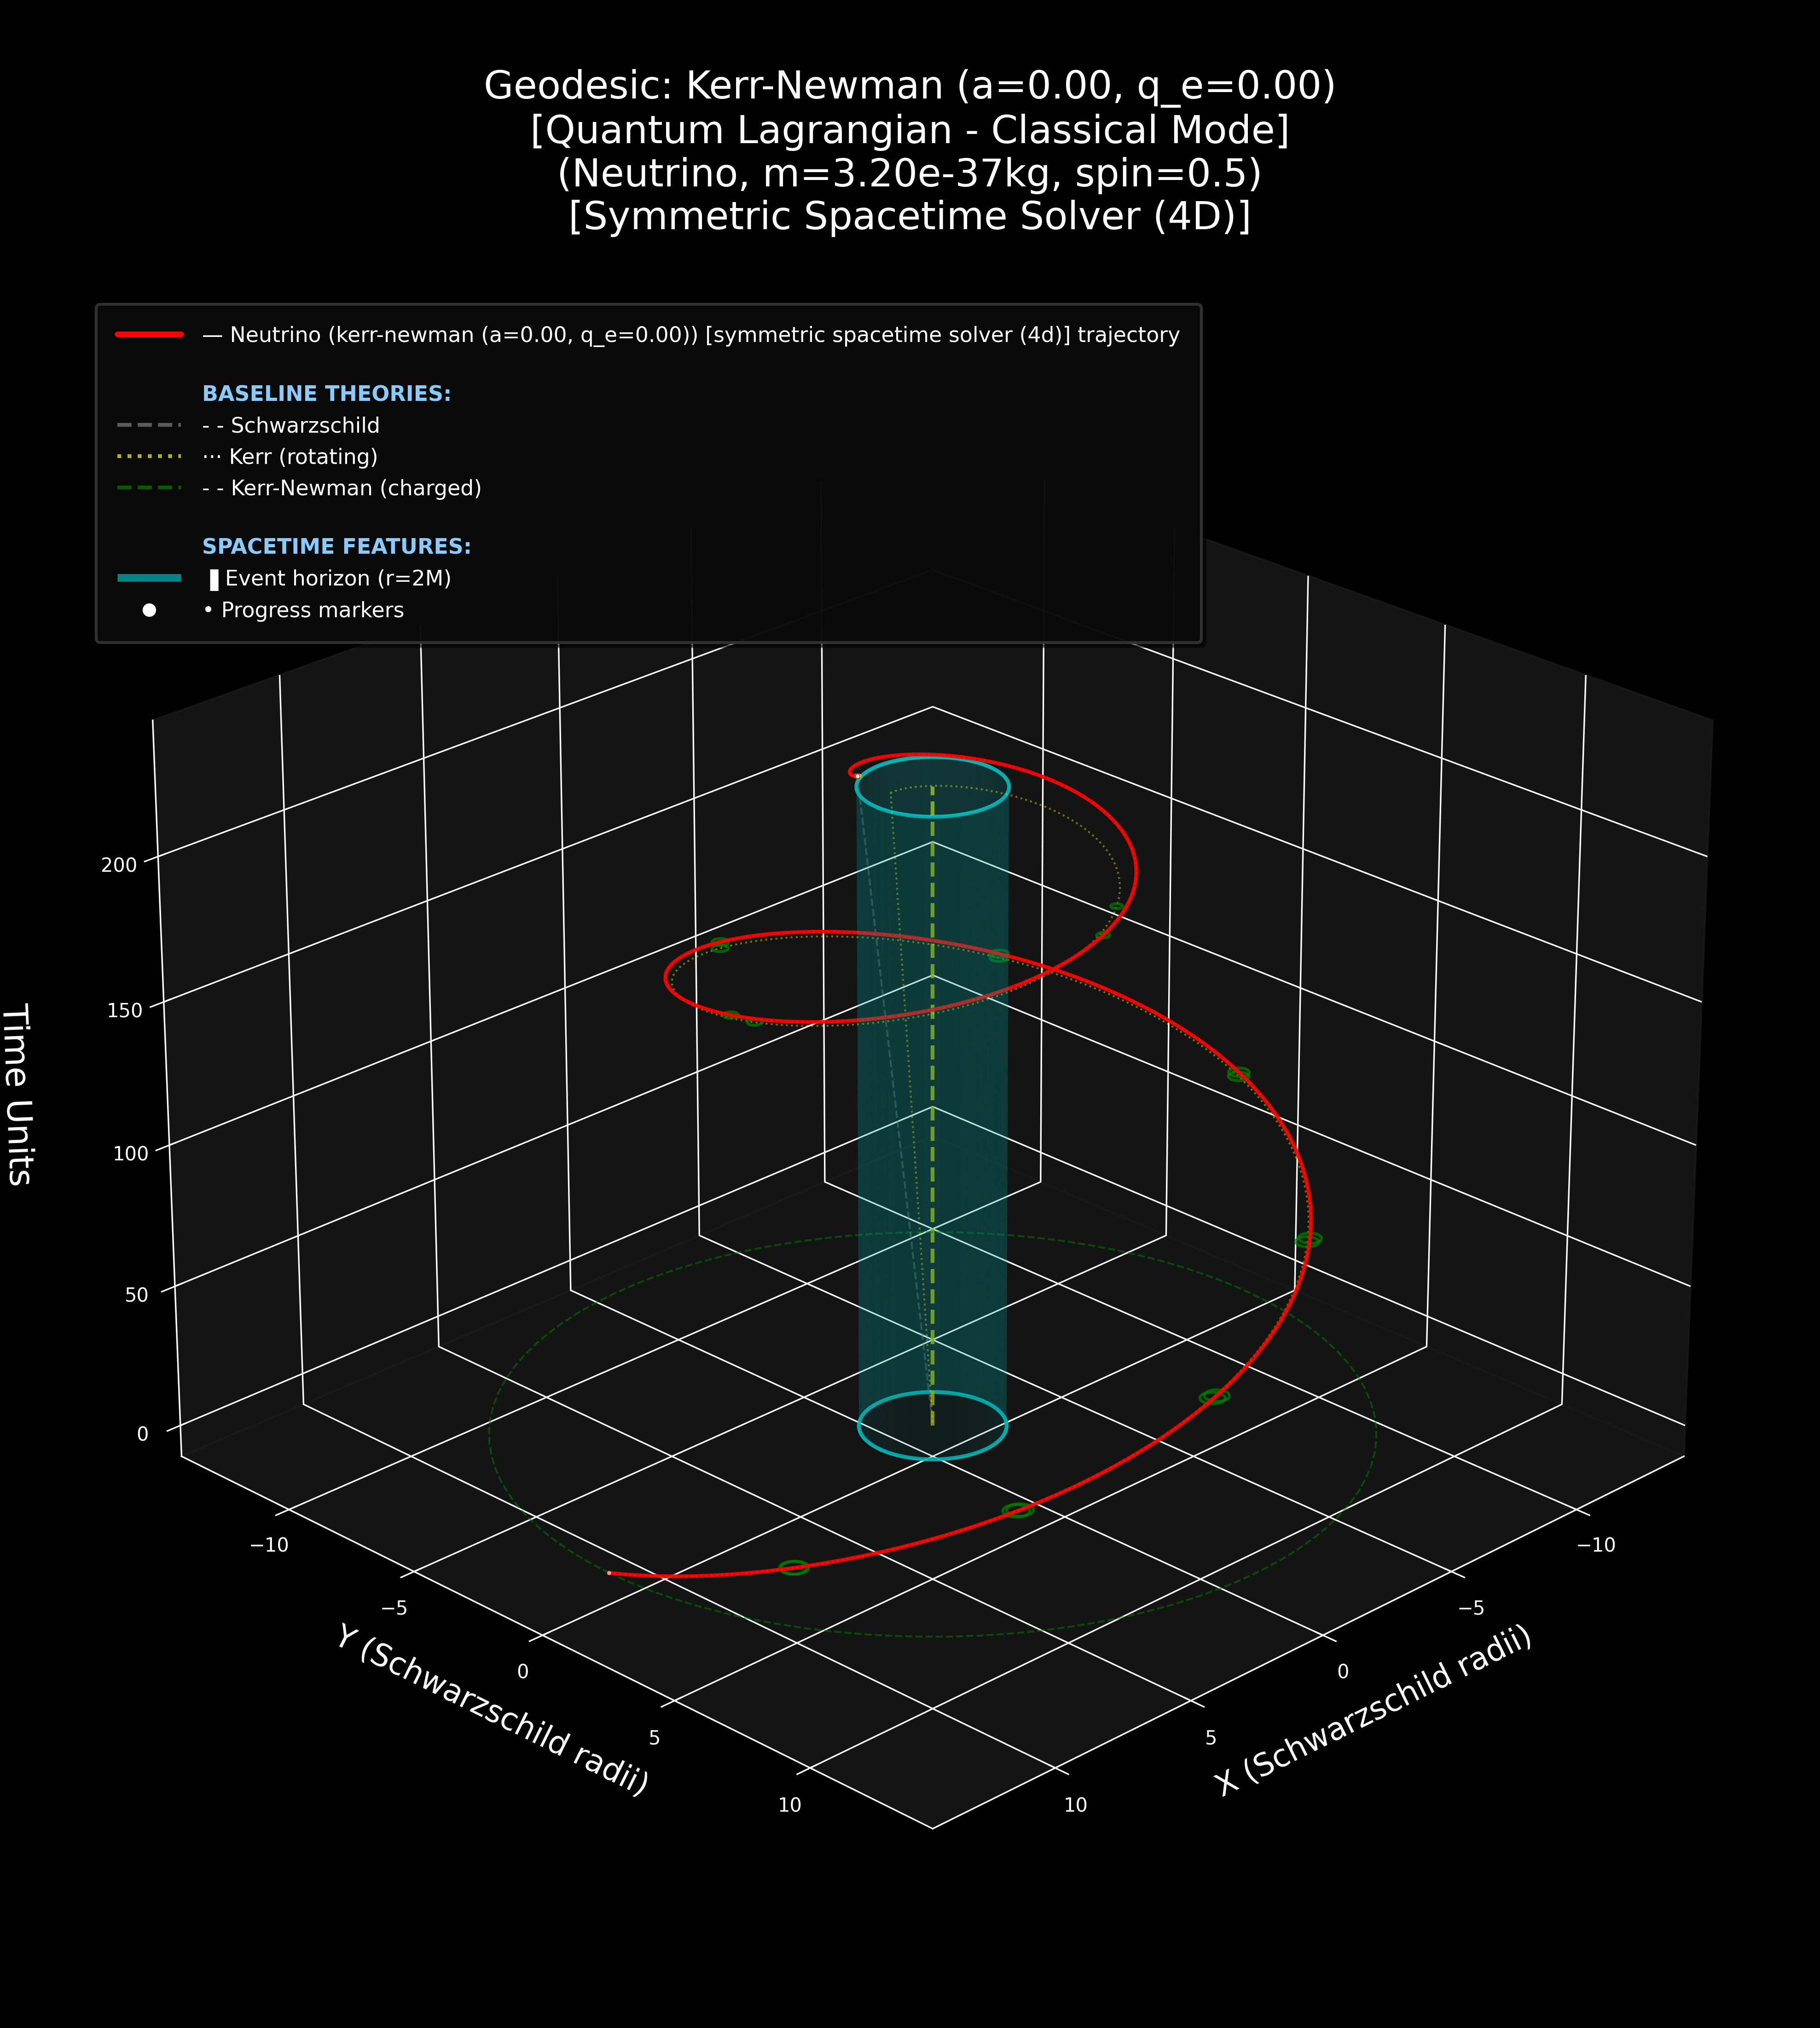 Geodesic: Kerr-Newman (a=0.00, q_e=0.00)
[Quantum Lagrangian - Classical Mode]
(Neutrino, m=3.20e-37kg, spin=0.5)
[Symmetric Spacetime Solver (4D)]
— Neutrino (kerr-newman (a=0.00, q_e=0.00)) [symmetric spacetime solver (4d)] trajectory
BASELINE THEORIES:
- - Schwarzschild
··· Kerr (rotating)
- - Kerr-Newman (charged)
SPACETIME FEATURES:
▌Event horizon (r=2M)
• Progress markers
200
150
100
50
0
Time Units
−10
−5
0
5
10
Y (Schwarzschild radii)
−10
−5
0
5
10
X (Schwarzschild radii)